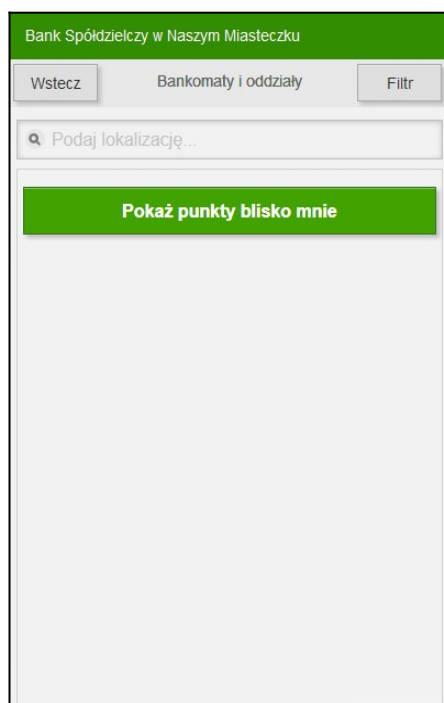 Bank Spółdzielczy w Naszym Miasteczku
Wstecz Bankomaty i oddziały Filtr
Podaj lokalizację...
Pokaż punkty blisko mnie